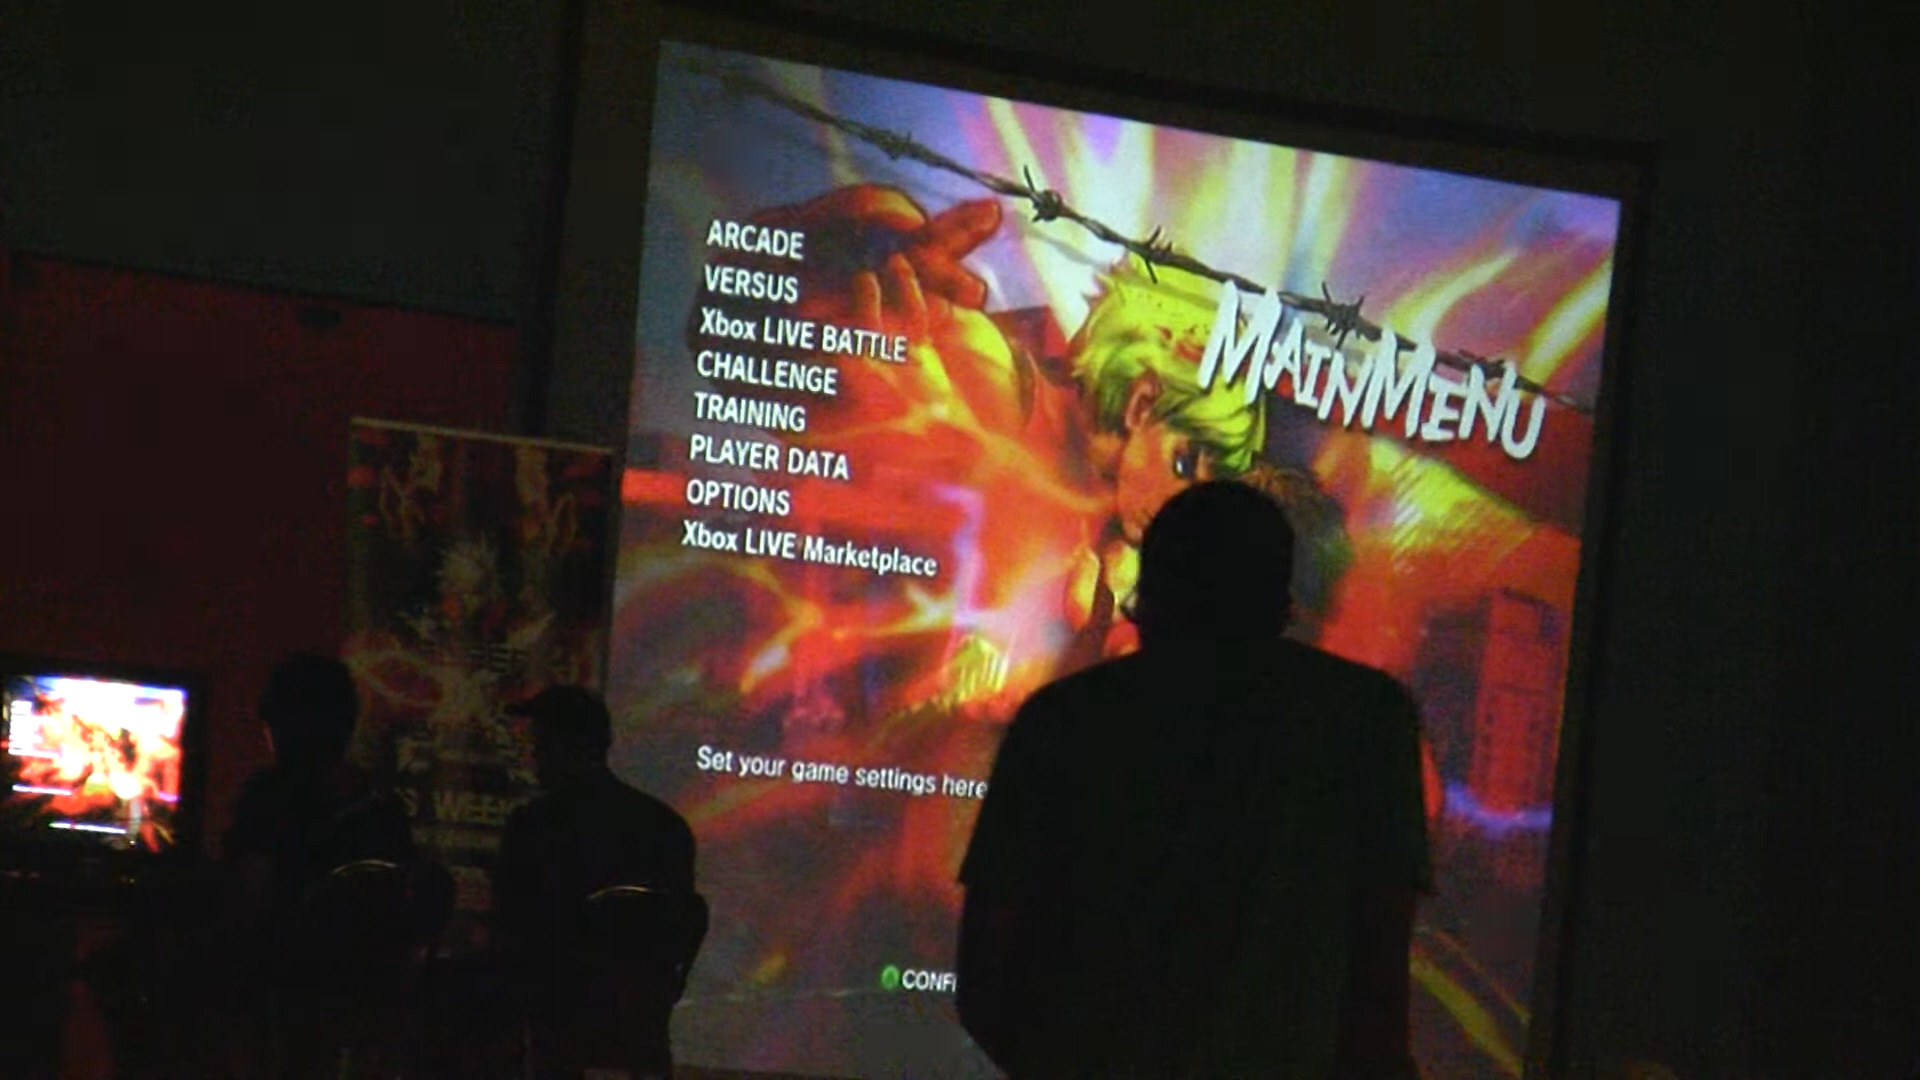 MAINMENU
ARCADE
VERSUS
Xbox LIVE BATTLE
CHALLENGE
TRAINING
PLAYER DATA
OPTIONS
Xbox LIVE Marketplace
Set your game settings here
CONFI